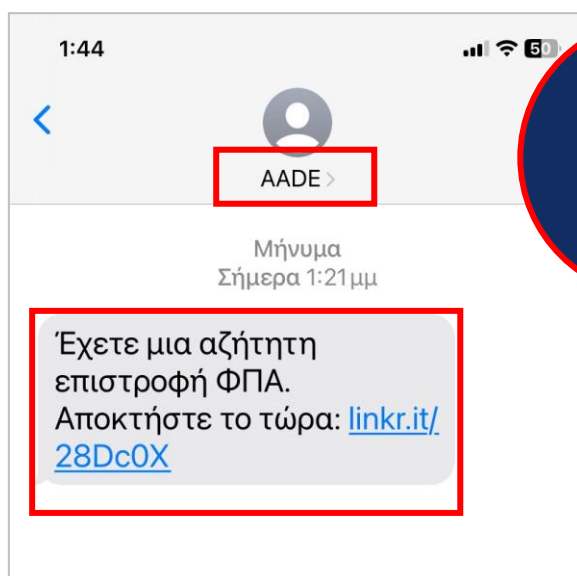 1:44
50
AADE
Μήνυμα
Σήμερα 1:21 μμ
Έχετε μια αζήτητη
επιστροφή ΦΠΑ.
Αποκτήστε το τώρα: linkr.it/
28Dc0X